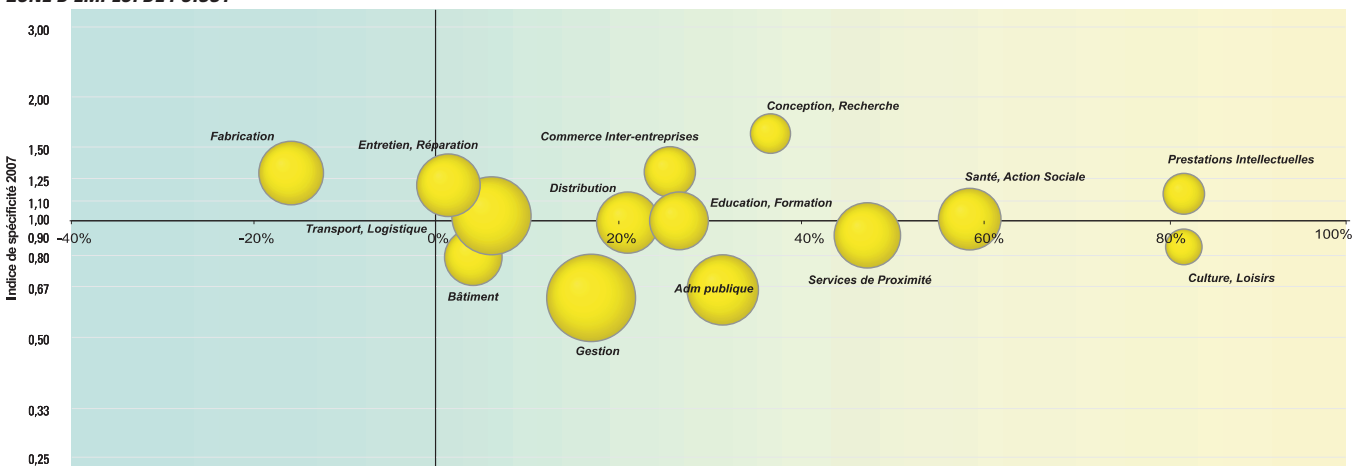 3,00
2,00
Conception, Recherche
Fabrication
Entretien, Réparation
Commerce Inter-entreprises
1,50
Prestations Intellectuelles
Santé, Action Sociale
1,25
Distribution
1,10
Education, Formation
1,00
Transport, Logistique
-40%
-20%
0%
20%
40%
60%
80%
100%
0,90
0,80
Services de Proximité
Culture, Loisirs
0,67
Adm publique
Bâtiment
0,50
Gestion
0,33
0,25
Indice de spécificité 2007